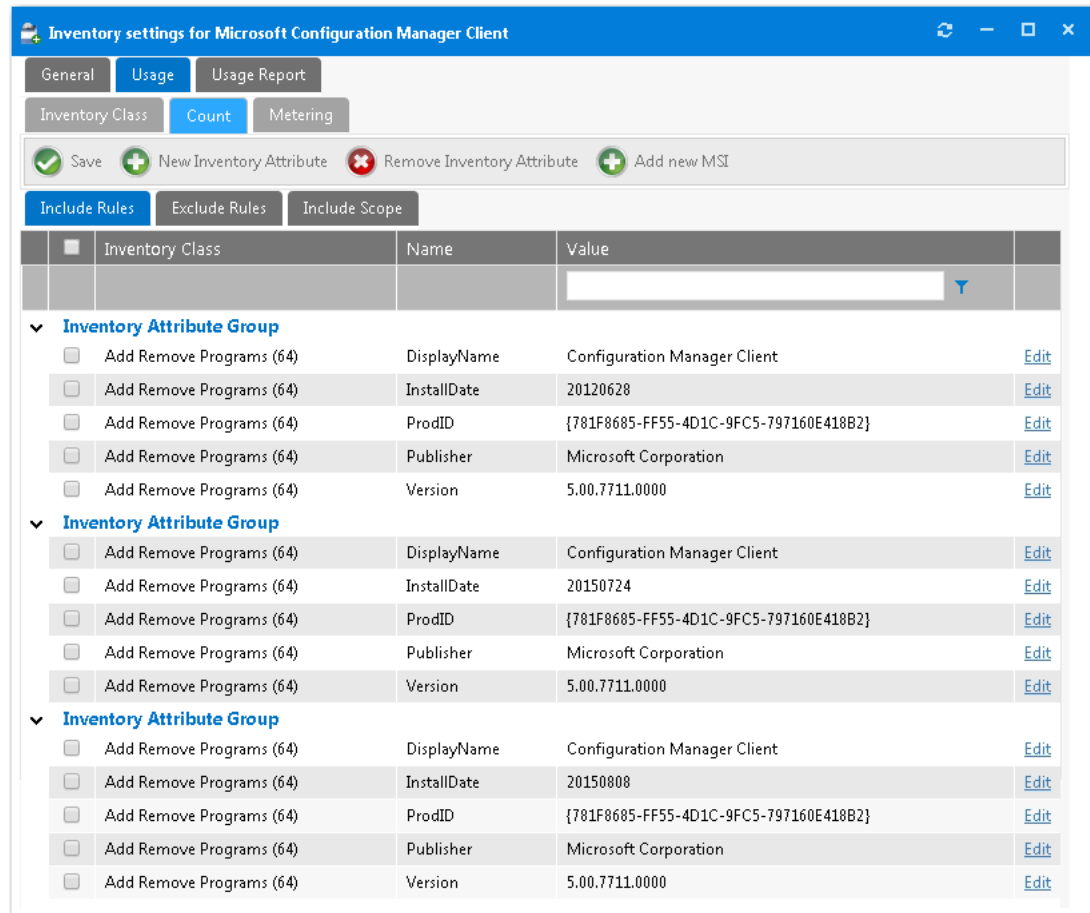 Inventory settings for Microsoft Configuration Manager Client
General Usage Usage Report
Inventory Class Count Metering
Save New Inventory Attribute Remove Inventory Attribute Add new MSI
Include Rules Exclude Rules Include Scope
Inventory Class Name Value
Inventory Attribute Group
Add Remove Programs (64) DisplayName Configuration Manager Client Edit
Add Remove Programs (64) InstallDate 20120628 Edit
Add Remove Programs (64) ProdID {781F8685-FF55-4D1C-9FC5-797160E418B2} Edit
Add Remove Programs (64) Publisher Microsoft Corporation Edit
Add Remove Programs (64) Version 5.00.7711.0000 Edit
Inventory Attribute Group
Add Remove Programs (64) DisplayName Configuration Manager Client Edit
Add Remove Programs (64) InstallDate 20150724 Edit
Add Remove Programs (64) ProdID {781F8685-FF55-4D1C-9FC5-797160E418B2} Edit
Add Remove Programs (64) Publisher Microsoft Corporation Edit
Add Remove Programs (64) Version 5.00.7711.0000 Edit
Inventory Attribute Group
Add Remove Programs (64) DisplayName Configuration Manager Client Edit
Add Remove Programs (64) InstallDate 20150808 Edit
Add Remove Programs (64) ProdID {781F8685-FF55-4D1C-9FC5-797160E418B2} Edit
Add Remove Programs (64) Publisher Microsoft Corporation Edit
Add Remove Programs (64) Version 5.00.7711.0000 Edit